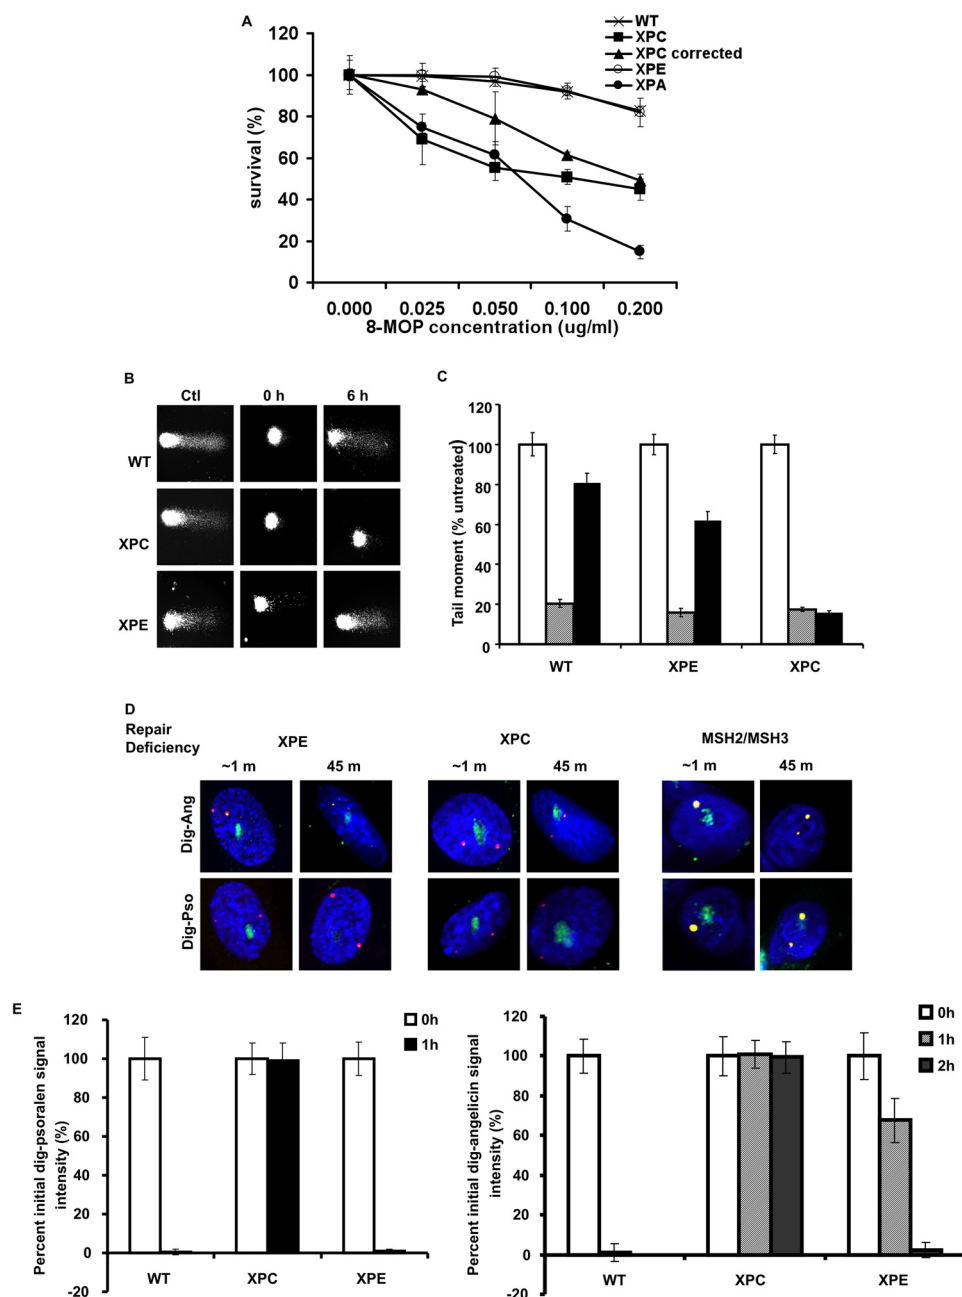 A
120
100
80
60
40
20
0
survival (%)
WT
XPC
XPC corrected
XPE
XPA
0.000 0.025 0.050 0.100 0.200
8-MOP concentration (ug/ml)
B
Ctl 0 h 6 h
WT
XPC
XPE
C
120
100
80
60
40
20
0
Tail moment (% untreated)
WT XPE XPC
D
Repair
Deficiency
XPE XPC MSH2/MSH3
~1 m 45 m ~1 m 45 m ~1 m 45 m
Dig-Ang
Dig-Pso
E
120
100
80
60
40
20
0
-20
Percent initial dig-psoralen signal
intensity (%)
0h
1h
WT XPC XPE
120
100
80
60
40
20
0
-20
Percent initial dig-angelicin signal
intensity (%)
0h
1h
2h
WT XPC XPE